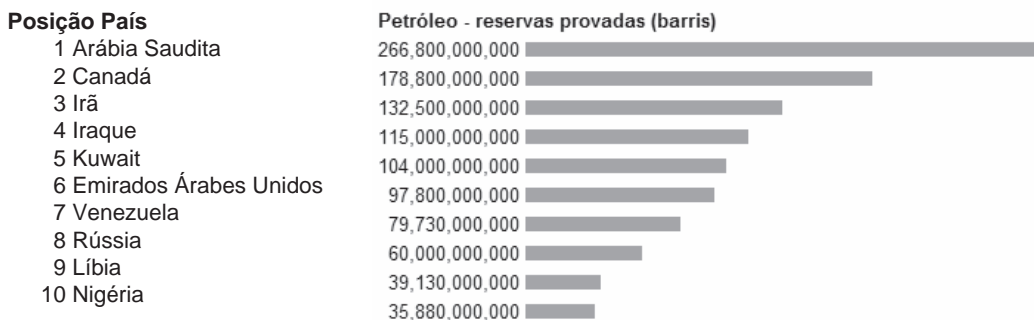 Posição País
1 Arábia Saudita
2 Canadá
3 Irã
4 Iraque
5 Kuwait
6 Emirados Árabes Unidos
7 Venezuela
8 Rússia
9 Líbia
10 Nigéria
Petróleo - reservas provadas (barris)
266,800,000,000
178,800,000,000
132,500,000,000
115,000,000,000
104,000,000,000
97,800,000,000
79,730,000,000
60,000,000,000
39,130,000,000
35,880,000,000